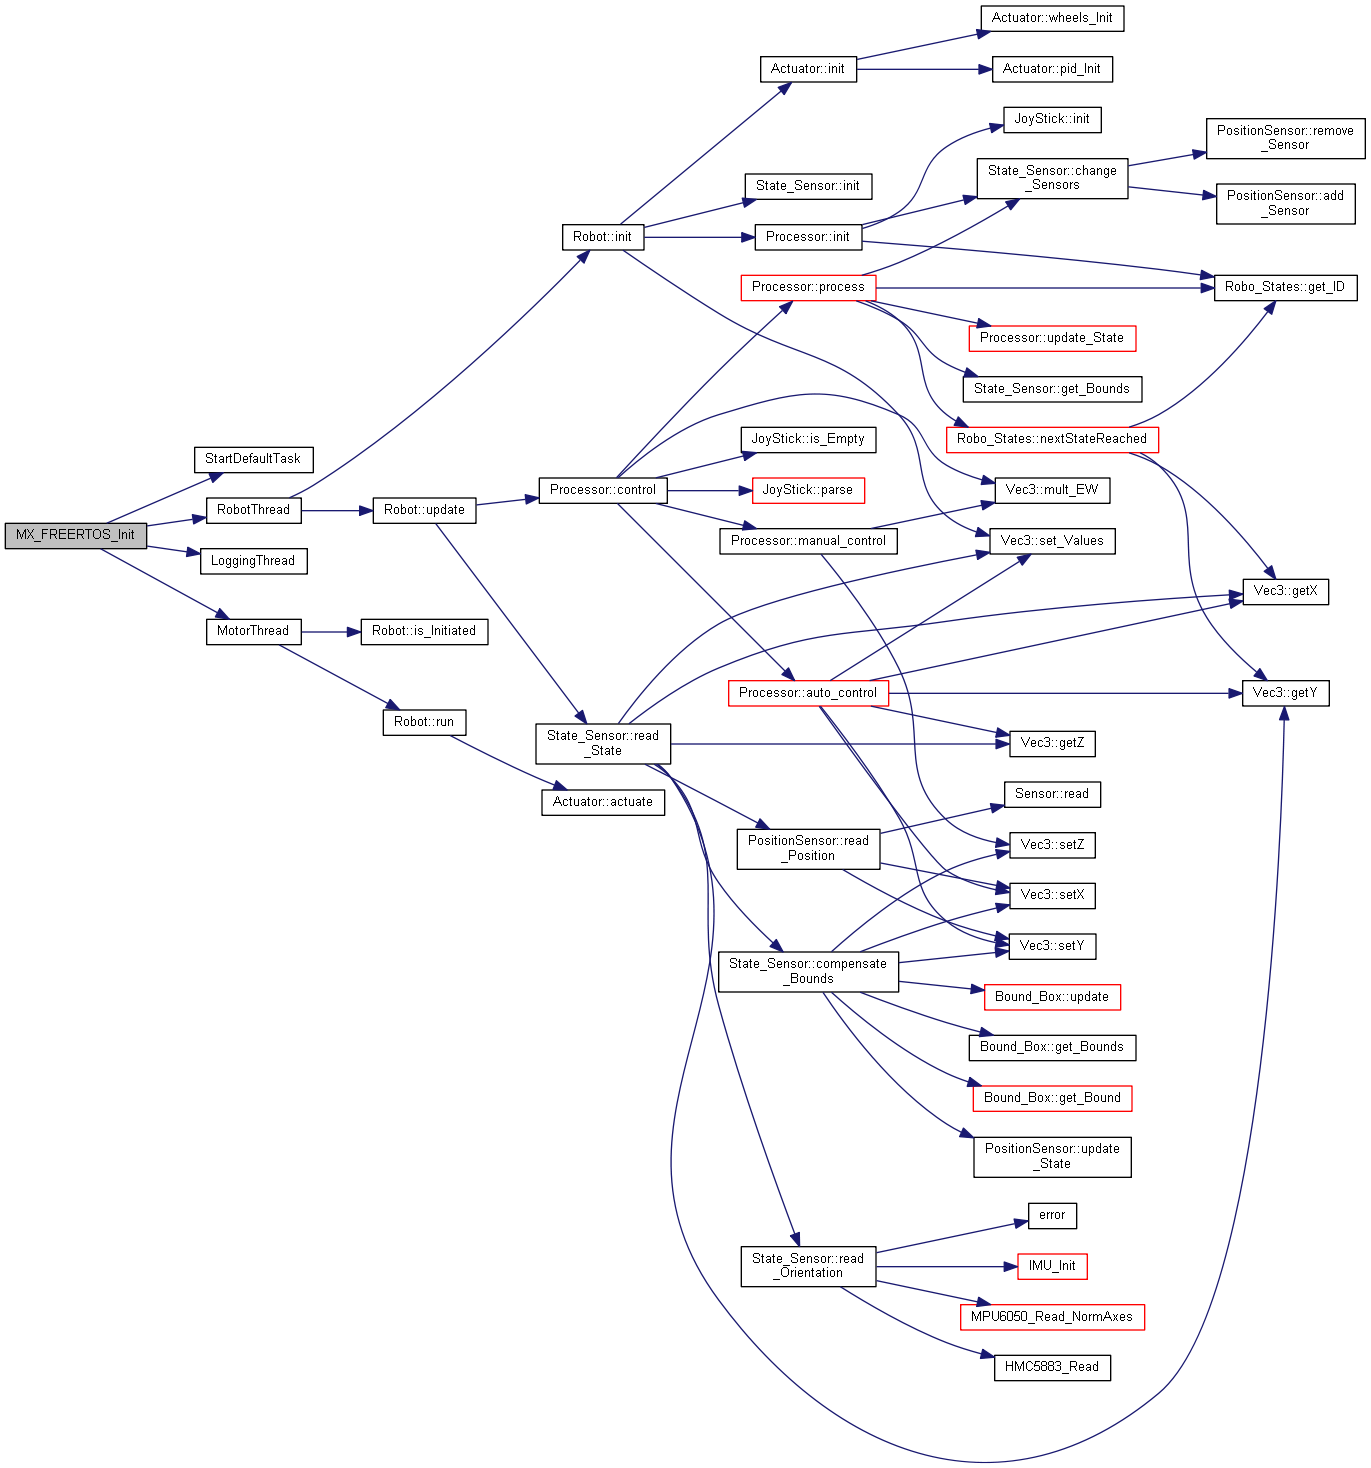 Actuator::wheels_Init
Actuator::init
Actuator::pid_Init
JoyStick::init
PositionSensor::remove
_Sensor
State_Sensor::change
_Sensors
State_Sensor::init
PositionSensor::add
_Sensor
Robot::init
Processor::init
Processor::process
Robo_States::get_ID
Processor::update_State
State_Sensor::get_Bounds
JoyStick::is_Empty
Robo_States::nextStateReached
StartDefaultTask
Processor::control
JoyStick::parse
Vec3::mult_EW
RobotThread
Robot::update
MX_FREERTOS_Init
Processor::manual_control
Vec3::set_Values
LoggingThread
Vec3::getX
MotorThread
Robot::is_Initiated
Processor::auto_control
Vec3::getY
Robot::run
State_Sensor::read
_State
Vec3::getZ
Actuator::actuate
Sensor::read
PositionSensor::read
_Position
Vec3::setZ
Vec3::setX
Vec3::setY
State_Sensor::compensate
_Bounds
Bound_Box::update
Bound_Box::get_Bounds
Bound_Box::get_Bound
PositionSensor::update
_State
error
State_Sensor::read
_Orientation
IMU_Init
MPU6050_Read_NormAxes
HMC5883_Read